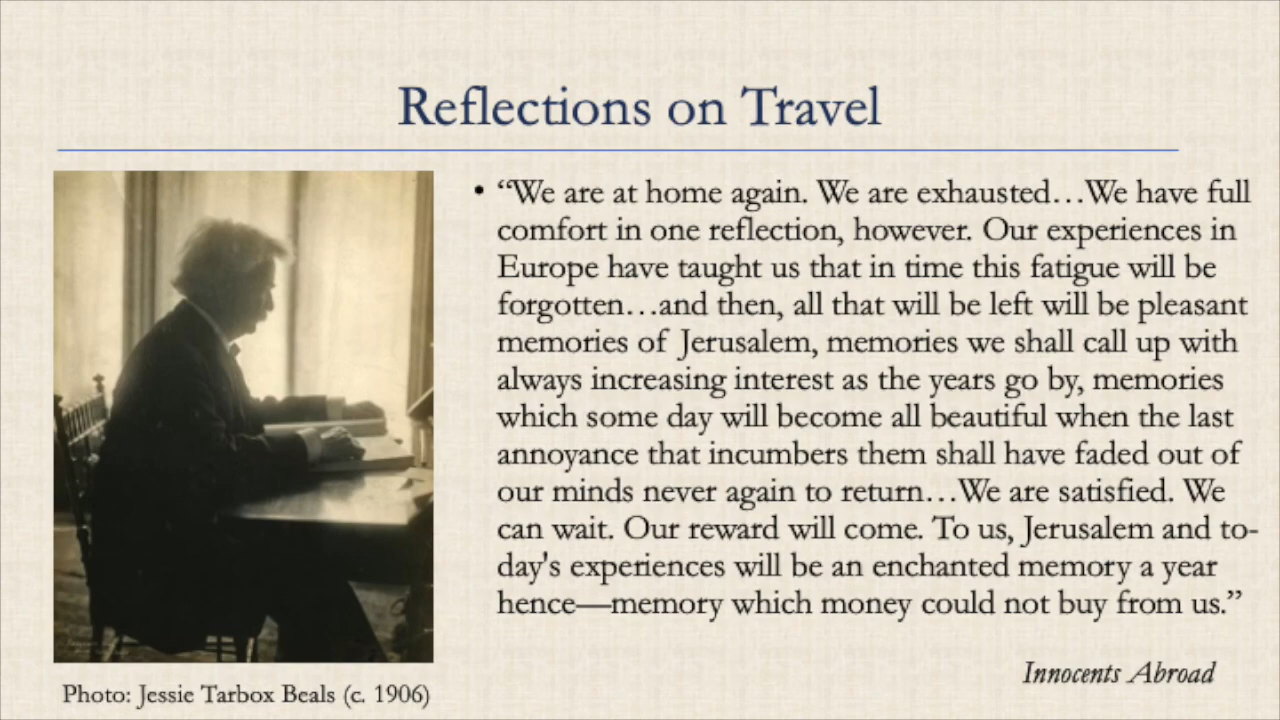 Reflections on Travel
• “We are at home again. We are exhausted…We have full
comfort in one reflection, however. Our experiences in
Europe have taught us that in time this fatigue will be
forgotten…and then, all that will be left will be pleasant
memories of Jerusalem, memories we shall call up with
always increasing interest as the years go by, memories
which some day will become all beautiful when the last
annoyance that incumbers them shall have faded out of
our minds never again to return…We are satisfied. We
can wait. Our reward will come. To us, Jerusalem and to-
day's experiences will be an enchanted memory a year
hence—memory which money could not buy from us.”
Innocents Abroad
Photo: Jessie Tarbox Beals (c. 1906)